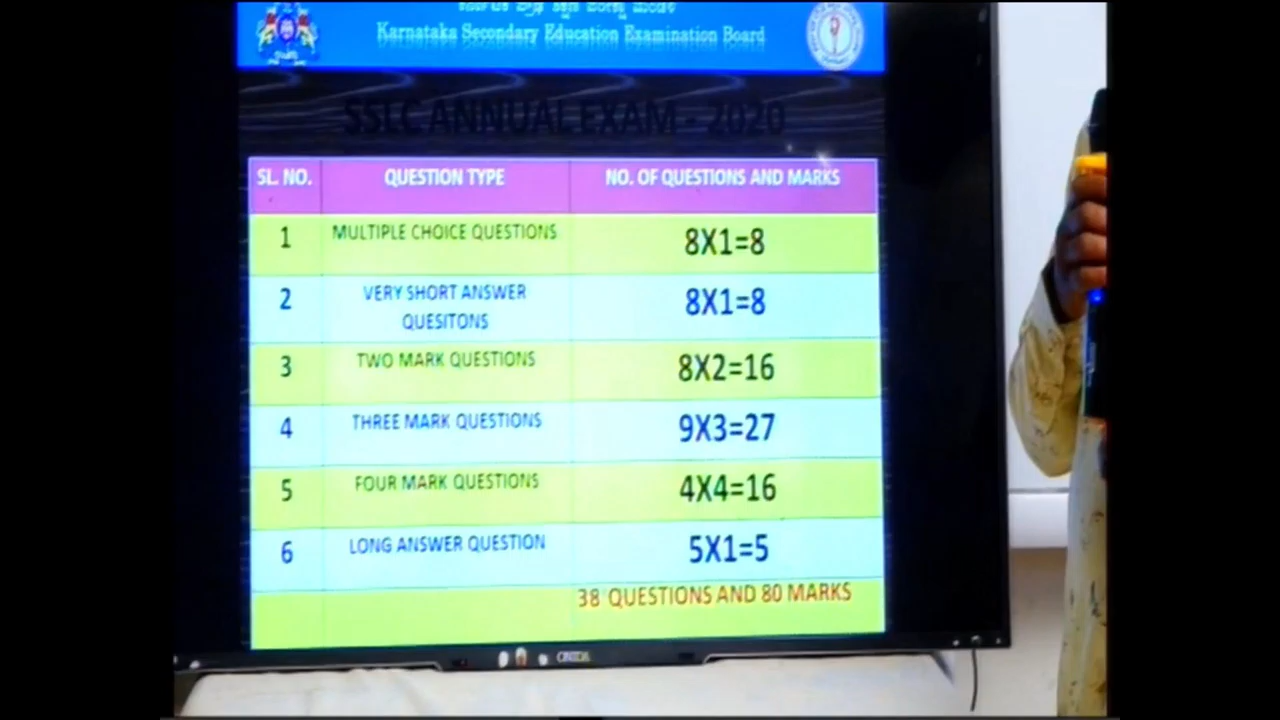 Karnataka Secondary Education Examination Board
SSLC ANNUAL EXAM - 2020
SL. NO. QUESTION TYPE NO. OF QUESTIONS AND MARKS
1 MULTIPLE CHOICE QUESTIONS 8X1=8
2 VERY SHORT ANSWER QUESITONS 8X1=8
3 TWO MARK QUESTIONS 8X2=16
4 THREE MARK QUESTIONS 9X3=27
5 FOUR MARK QUESTIONS 4X4=16
6 LONG ANSWER QUESTION 5X1=5
38 QUESTIONS AND 80 MARKS
ONIDA